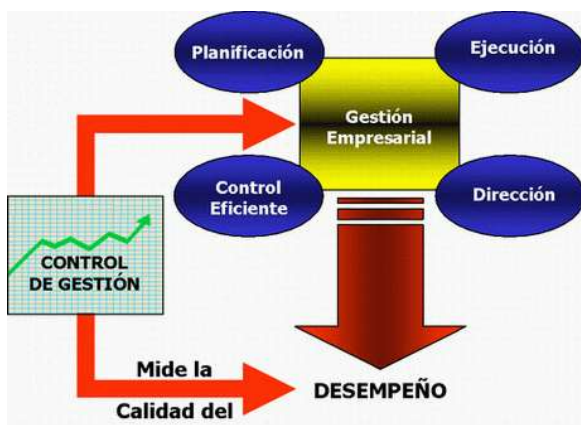 Planificación
Ejecución
Gestión
Empresarial
Control
Eficiente
Dirección
CONTROL
DE GESTIÓN
Mide la
Calidad del
DESEMPEÑO